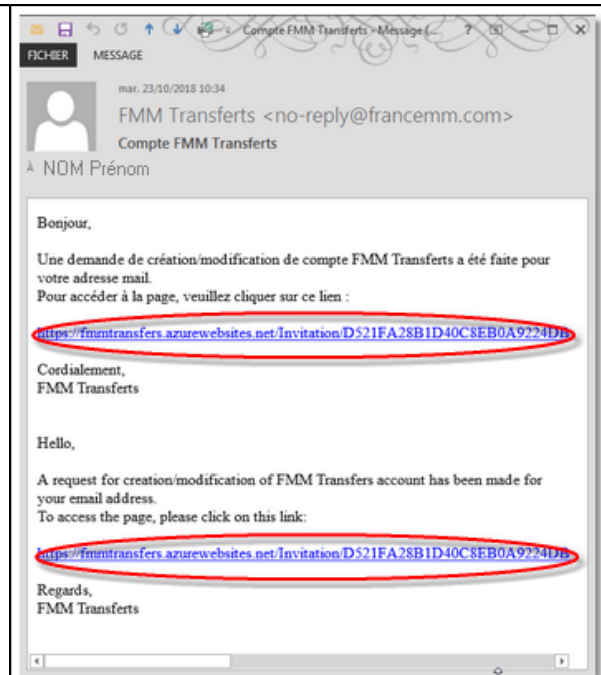 Compte FMM Transferts - Message (...
FICHIER MESSAGE
mar. 23/10/2018 10:34
FMM Transferts <no-reply@francemm.com>
Compte FMM Transferts
À NOM Prénom
Bonjour,
Une demande de création/modification de compte FMM Transferts a été faite pour
votre adresse mail.
Pour accéder à la page, veuillez cliquer sur ce lien :
https://fmmtransfers.azurewebsites.net/Invitation/D521FA28B1D40C8EB0A9224DB
Cordialement,
FMM Transferts
Hello,
A request for creation/modification of FMM Transfers account has been made for
your email address.
To access the page, please click on this link:
https://fmmtransfers.azurewebsites.net/Invitation/D521FA28B1D40C8EB0A9224DB
Regards,
FMM Transferts